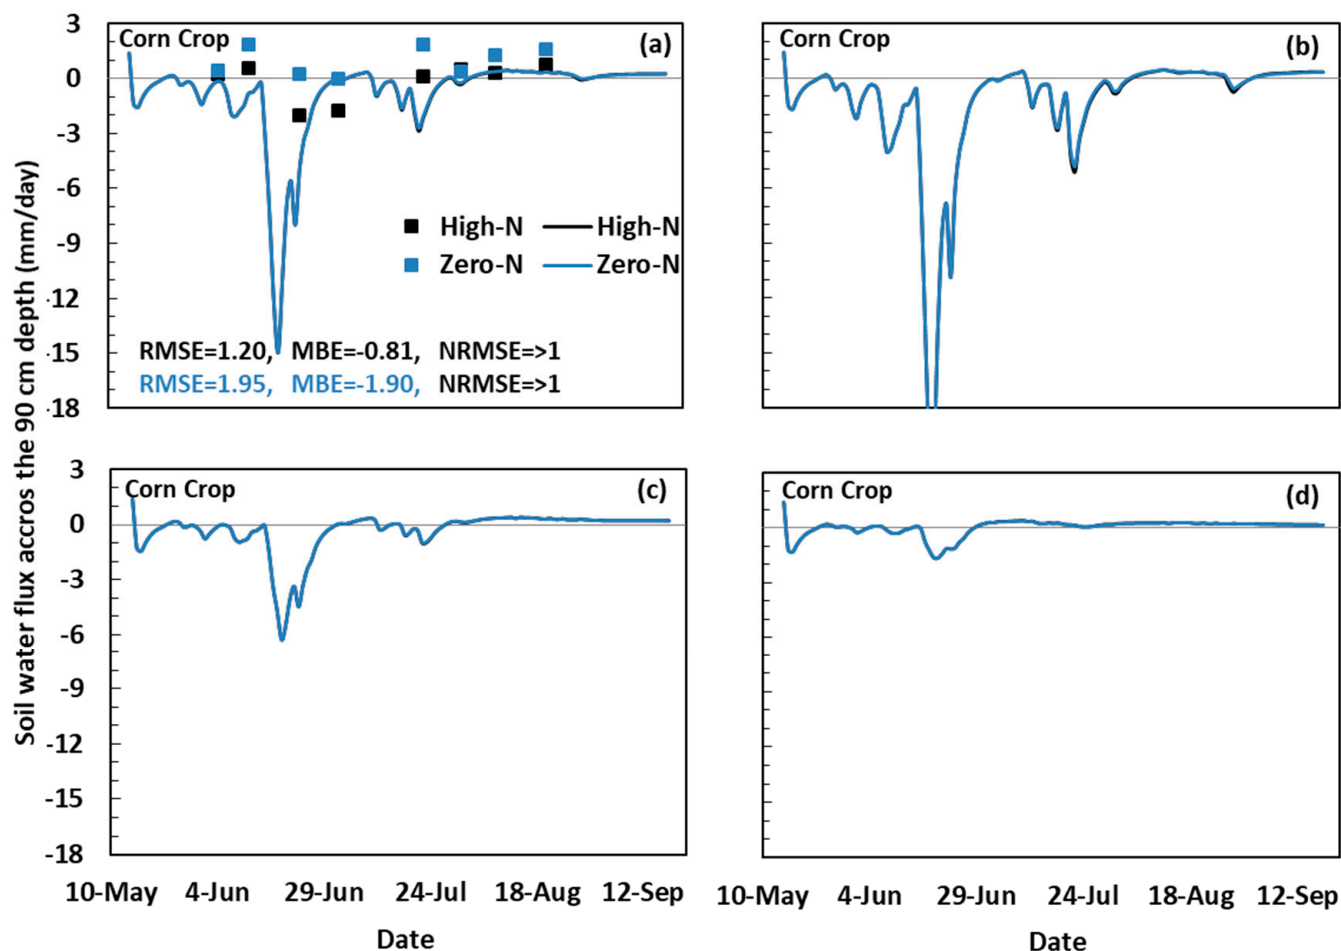 Soil water flux accros the 90 cm depth (mm/day)
3
0
-3
-6
-9
-12
-15
-18
Corn Crop
(a)
High-N
High-N
Zero-N
Zero-N
RMSE=1.20, MBE=-0.81, NRMSE=>1
RMSE=1.95, MBE=-1.90, NRMSE=>1
Corn Crop
(b)
3
0
-3
-6
-9
-12
-15
-18
Corn Crop
(c)
10-May 4-Jun 29-Jun 24-Jul 18-Aug 12-Sep
Date
Corn Crop
(d)
10-May 4-Jun 29-Jun 24-Jul 18-Aug 12-Sep
Date